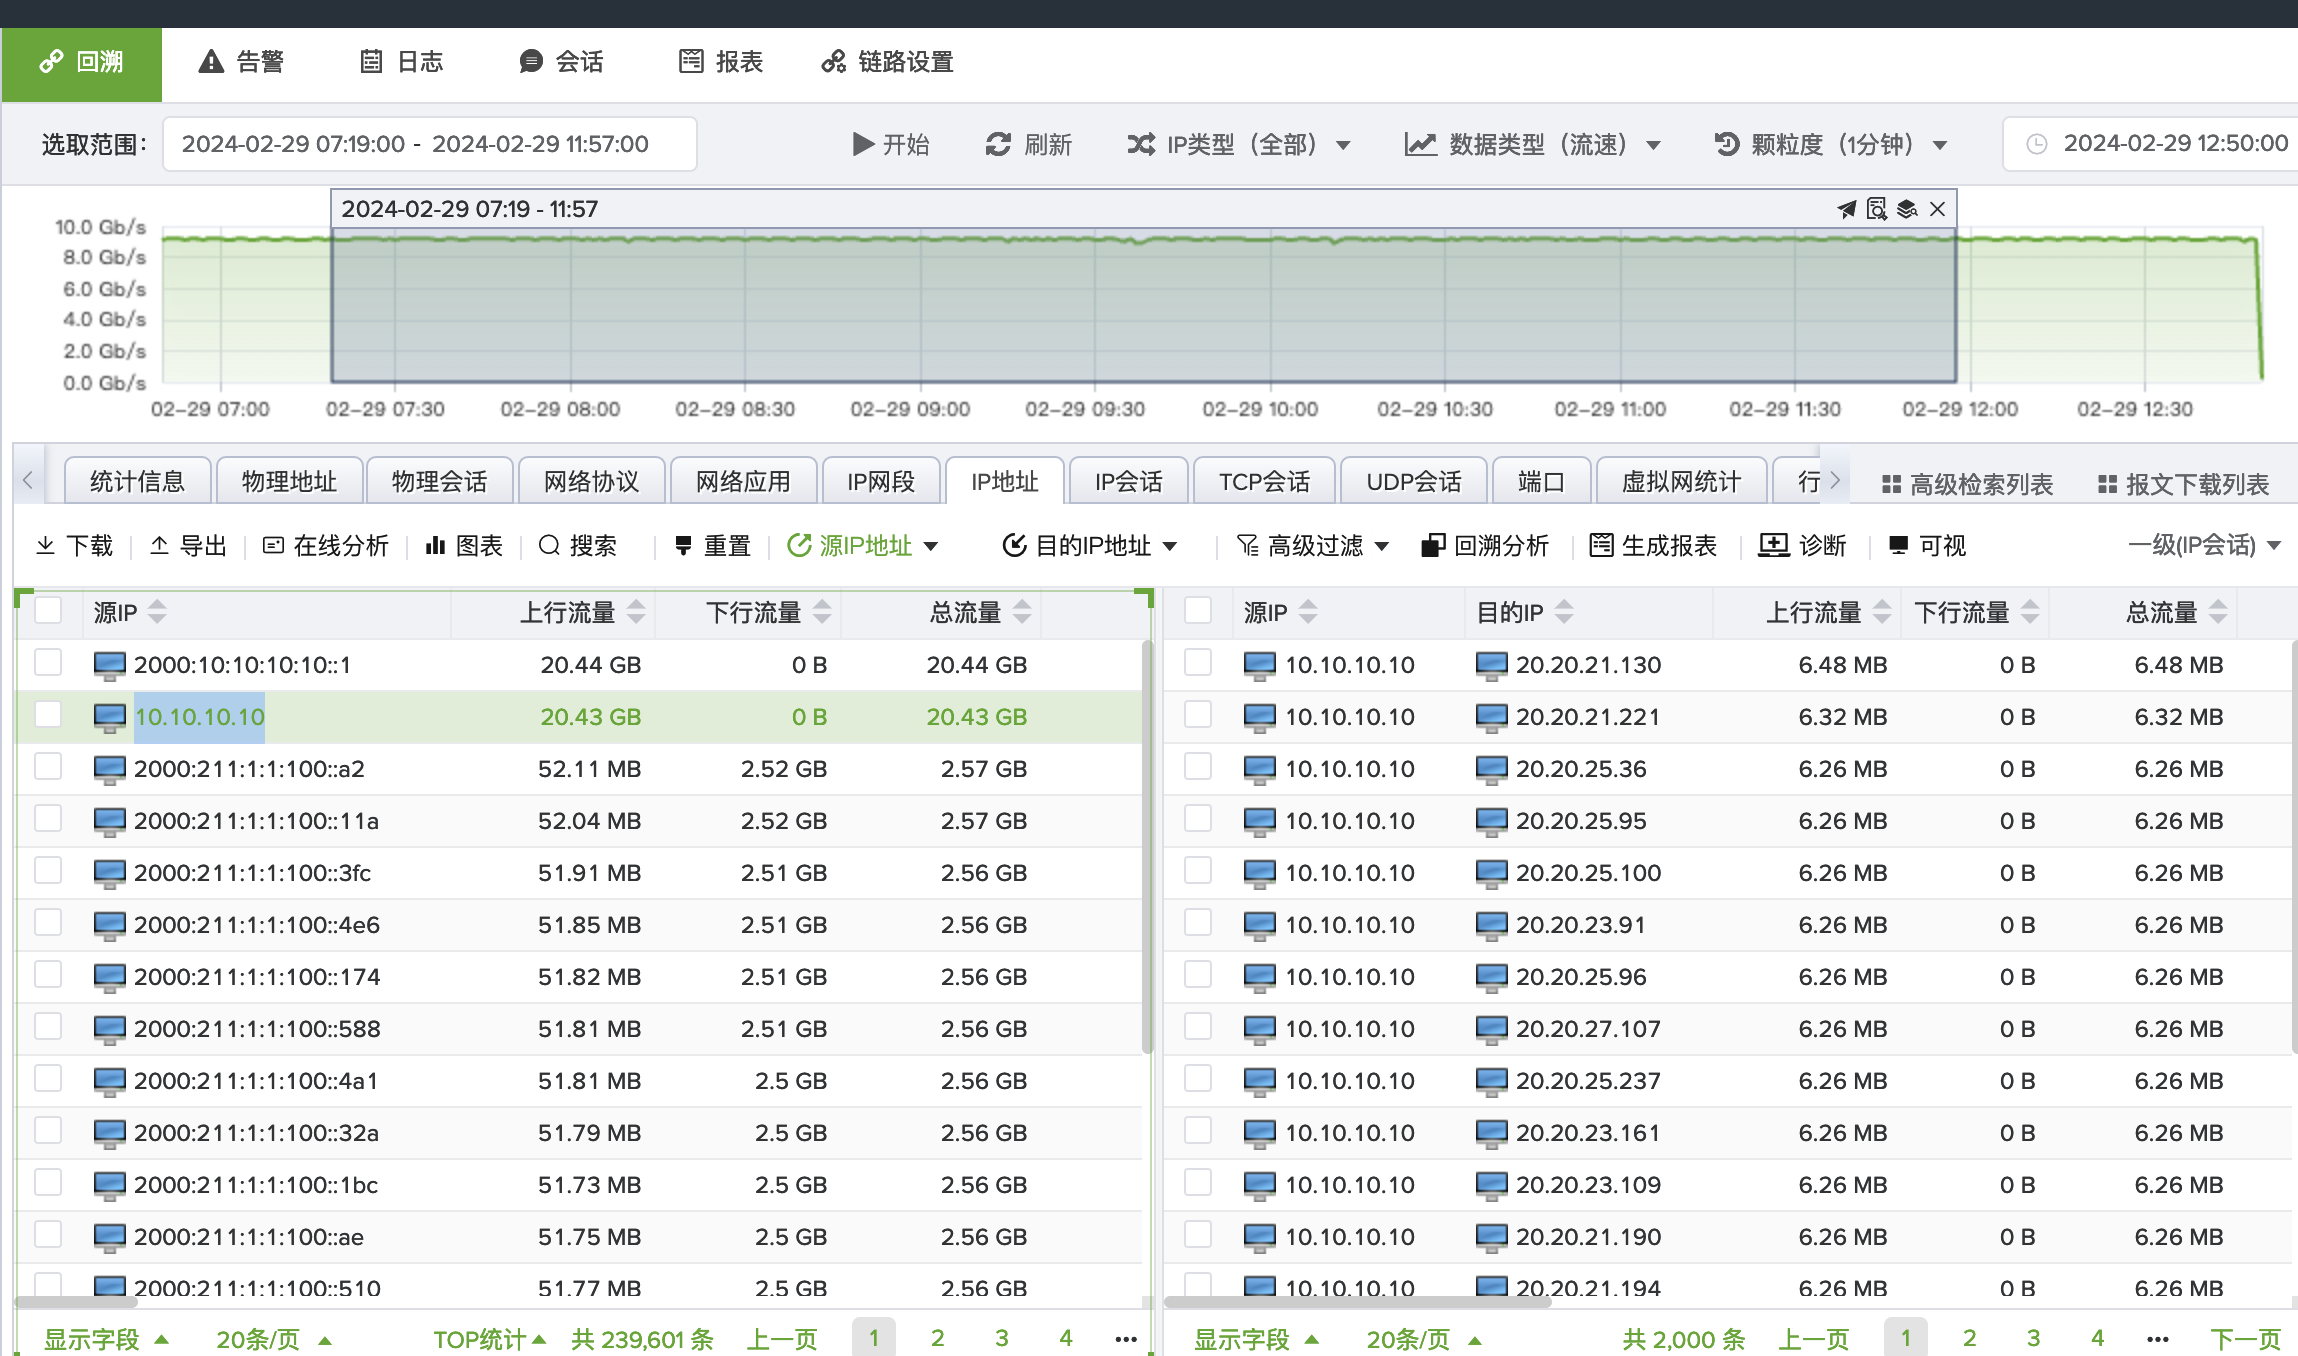 回溯 告警 日志 会话 报表 链路设置
选取范围： 2024-02-29 07:19:00 - 2024-02-29 11:57:00 开始 刷新 IP类型（全部） 数据类型（流速） 颗粒度（1分钟） 2024-02-29 12:50:00
2024-02-29 07:19 - 11:57
10.0 Gb/s
8.0 Gb/s
6.0 Gb/s
4.0 Gb/s
2.0 Gb/s
0.0 Gb/s
02-29 07:00 02-29 07:30 02-29 08:00 02-29 08:30 02-29 09:00 02-29 09:30 02-29 10:00 02-29 10:30 02-29 11:00 02-29 11:30 02-29 12:00 02-29 12:30
统计信息 物理地址 物理会话 网络协议 网络应用 IP网段 IP地址 IP会话 TCP会话 UDP会话 端口 虚拟网统计 行 高级检索列表 报文下载列表
下载 导出 在线分析 图表 搜索 重置 源IP地址 目的IP地址 高级过滤 回溯分析 生成报表 诊断 可视 一级(IP会话)
源IP 上行流量 下行流量 总流量
2000:10:10:10:10::1 20.44 GB 0 B 20.44 GB
10.10.10.10 20.43 GB 0 B 20.43 GB
2000:211:1:1:100::a2 52.11 MB 2.52 GB 2.57 GB
2000:211:1:1:100::11a 52.04 MB 2.52 GB 2.57 GB
2000:211:1:1:100::3fc 51.91 MB 2.51 GB 2.56 GB
2000:211:1:1:100::4e6 51.85 MB 2.51 GB 2.56 GB
2000:211:1:1:100::174 51.82 MB 2.51 GB 2.56 GB
2000:211:1:1:100::588 51.81 MB 2.51 GB 2.56 GB
2000:211:1:1:100::4a1 51.81 MB 2.5 GB 2.56 GB
2000:211:1:1:100::32a 51.79 MB 2.5 GB 2.56 GB
2000:211:1:1:100::1bc 51.73 MB 2.5 GB 2.56 GB
2000:211:1:1:100::ae 51.75 MB 2.5 GB 2.56 GB
2000:211:1:1:100::510 51.77 MB 2.5 GB 2.56 GB
显示字段 20条/页 TOP统计 共 239,601 条 上一页 1 2 3 4 •••
源IP 目的IP 上行流量 下行流量 总流量
10.10.10.10 20.20.21.130 6.48 MB 0 B 6.48 MB
10.10.10.10 20.20.21.221 6.32 MB 0 B 6.32 MB
10.10.10.10 20.20.25.36 6.26 MB 0 B 6.26 MB
10.10.10.10 20.20.25.95 6.26 MB 0 B 6.26 MB
10.10.10.10 20.20.25.100 6.26 MB 0 B 6.26 MB
10.10.10.10 20.20.23.91 6.26 MB 0 B 6.26 MB
10.10.10.10 20.20.25.96 6.26 MB 0 B 6.26 MB
10.10.10.10 20.20.27.107 6.26 MB 0 B 6.26 MB
10.10.10.10 20.20.25.237 6.26 MB 0 B 6.26 MB
10.10.10.10 20.20.23.161 6.26 MB 0 B 6.26 MB
10.10.10.10 20.20.23.109 6.26 MB 0 B 6.26 MB
10.10.10.10 20.20.21.190 6.26 MB 0 B 6.26 MB
10.10.10.10 20.20.21.194 6.26 MB 0 B 6.26 MB
显示字段 20条/页 共 2,000 条 上一页 1 2 3 4 ••• 下一页